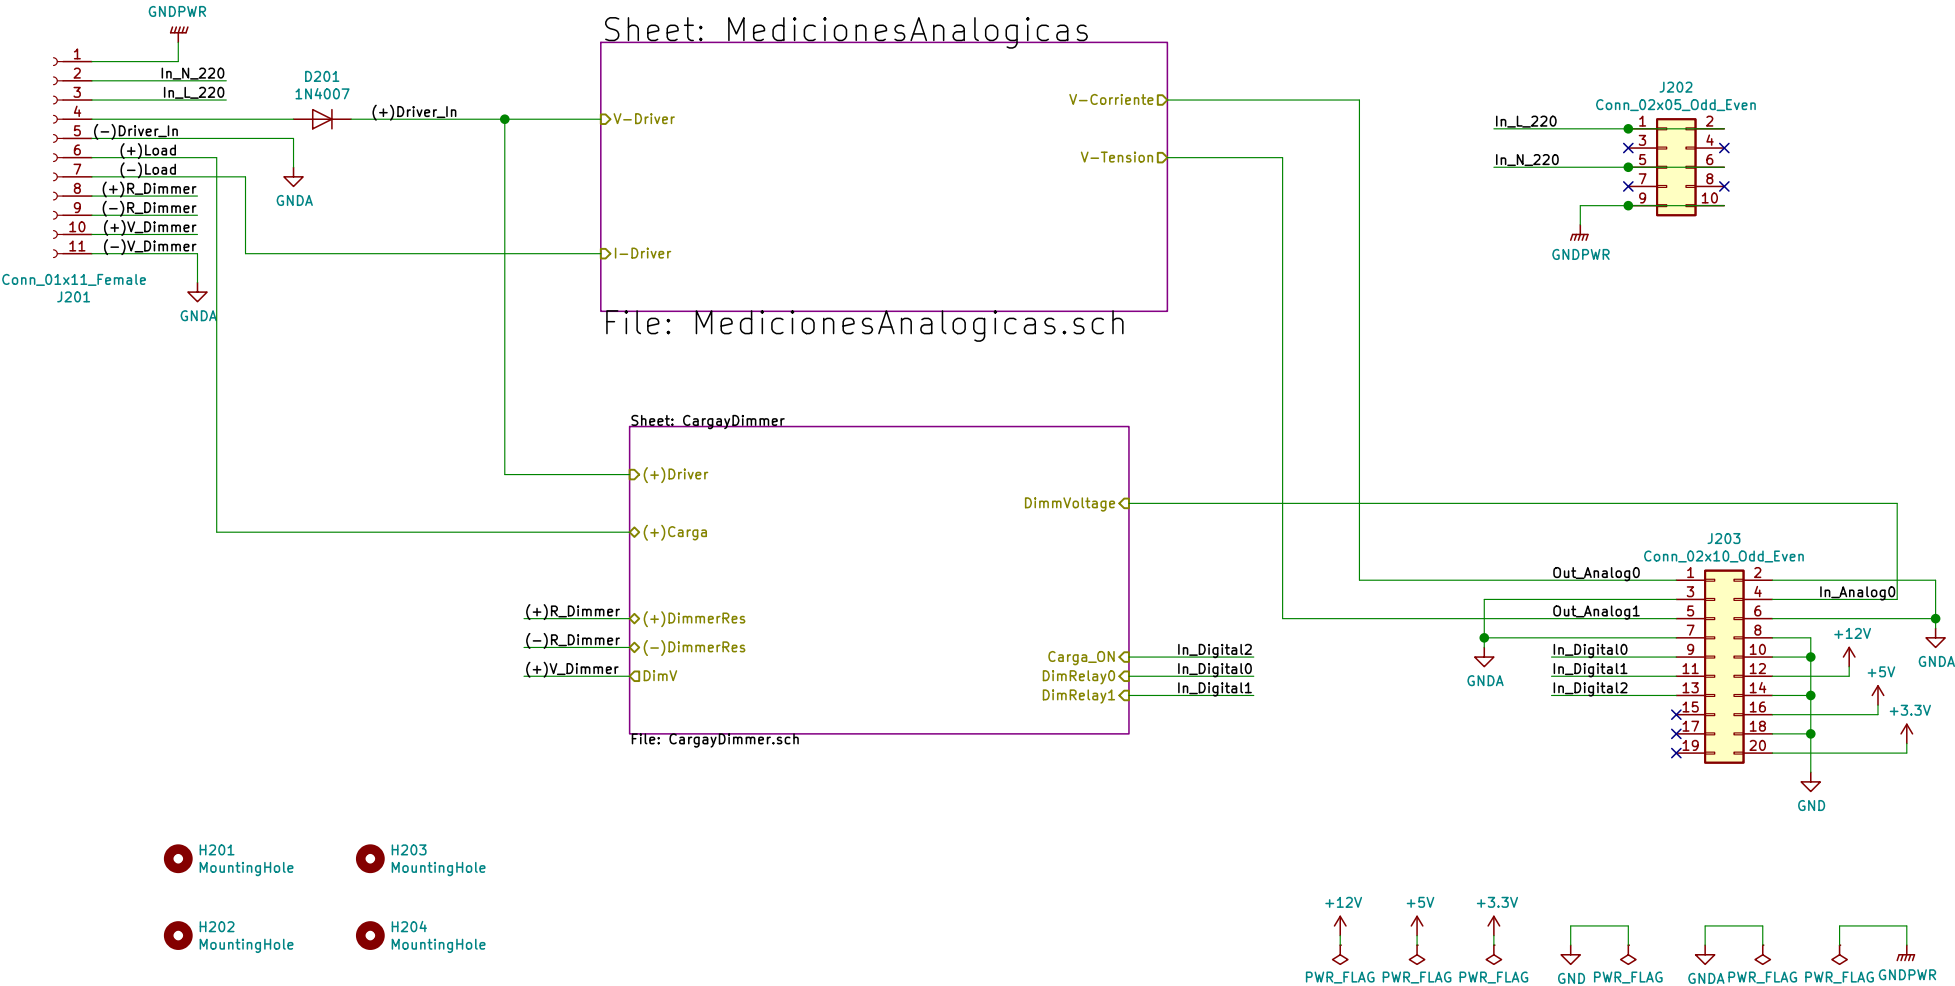 GNDPWR
1
2
3
4
5
6
7
8
9
10
11
In_N_220
In_L_220
(-)Driver_In
(+)Load
(-)Load
(+)R_Dimmer
(-)R_Dimmer
(+)V_Dimmer
(-)V_Dimmer
Conn_01x11_Female
J201
GNDA
GNDA
D201
1N4007
(+)Driver_In
Sheet: MedicionesAnalogicas
V-Driver
I-Driver
V-Corriente
V-Tension
File: MedicionesAnalogicas.sch
J202
Conn_02x05_Odd_Even
In_L_220
In_N_220
1 2
3 4
5 6
7 8
9 10
GNDPWR
Sheet: CargayDimmer
(+)Driver
(+)Carga
(+)DimmerRes
(-)DimmerRes
DimV
DimmVoltage
Carga_ON
DimRelay0
DimRelay1
File: CargayDimmer.sch
(+)R_Dimmer
(-)R_Dimmer
(+)V_Dimmer
In_Digital2
In_Digital0
In_Digital1
J203
Conn_02x10_Odd_Even
Out_Analog0
Out_Analog1
In_Digital0
In_Digital1
In_Digital2
1 2
3 4
5 6
7 8
9 10
11 12
13 14
15 16
17 18
19 20
In_Analog0
GNDA
GNDA
+12V
+5V
+3.3V
GND
H201
MountingHole
H203
MountingHole
H202
MountingHole
H204
MountingHole
+12V
PWR_FLAG
+5V
PWR_FLAG
+3.3V
PWR_FLAG
GND
PWR_FLAG
GNDA
PWR_FLAG
PWR_FLAG
GNDPWR